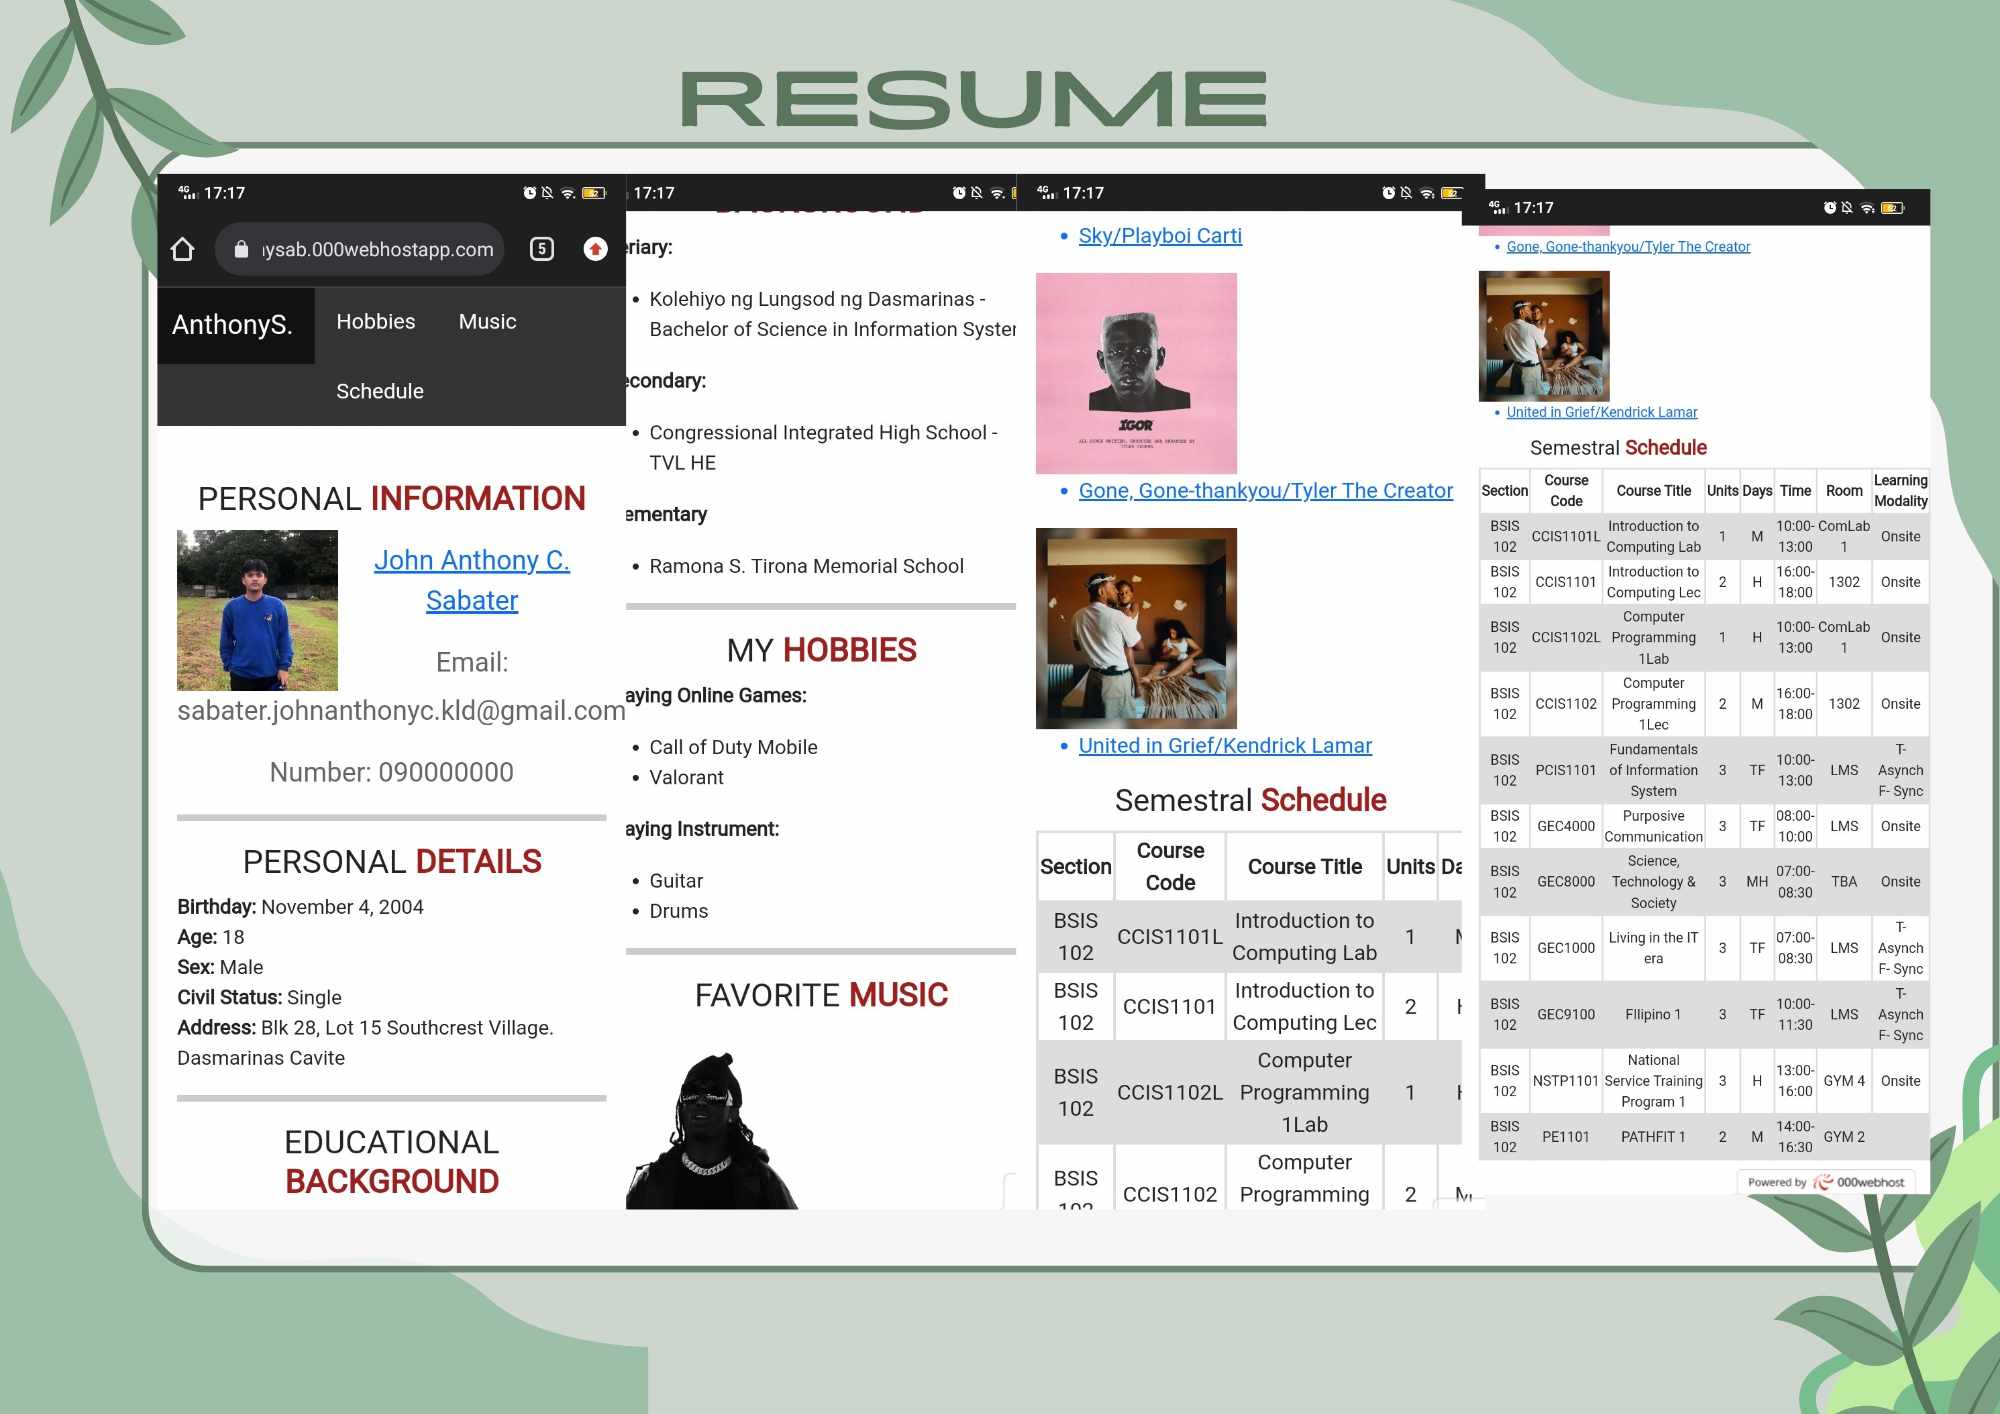 RESUME
4G 17:17
52
ysab.000webhostapp.com
5
AnthonyS.
Hobbies
Music
Schedule
PERSONAL INFORMATION
John Anthony C.
Sabater
Email:
sabater.johnanthonyc.kld@gmail.com
Number: 090000000
PERSONAL DETAILS
Birthday: November 4, 2004
Age: 18
Sex: Male
Civil Status: Single
Address: Blk 28, Lot 15 Southcrest Village.
Dasmarinas Cavite
EDUCATIONAL
BACKGROUND
17:17
BACKGROUND
eriary:
Kolehiyo ng Lungsod ng Dasmarinas -
Bachelor of Science in Information Syster
econdary:
Congressional Integrated High School -
TVL HE
ementary
Ramona S. Tirona Memorial School
MY HOBBIES
aying Online Games:
Call of Duty Mobile
Valorant
aying Instrument:
Guitar
Drums
FAVORITE MUSIC
4G 17:17
Sky/Playboi Carti
IGOR
Gone, Gone-thankyou/Tyler The Creator
United in Grief/Kendrick Lamar
Semestral Schedule
Section Course Code Course Title Units Da
BSIS 102 CCIS1101L Introduction to Computing Lab 1 M
BSIS 102 CCIS1101 Introduction to Computing Lec 2 H
BSIS 102 CCIS1102L Computer Programming 1Lab 1 H
BSIS 102 CCIS1102 Computer Programming 2 M
4G 17:17
52
Gone, Gone-thankyou/Tyler The Creator
United in Grief/Kendrick Lamar
Semestral Schedule
Section Course Code Course Title Units Days Time Room Learning Modality
BSIS 102 CCIS1101L Introduction to Computing Lab 1 M 10:00-13:00 ComLab 1 Onsite
BSIS 102 CCIS1101 Introduction to Computing Lec 2 H 16:00-18:00 1302 Onsite
BSIS 102 CCIS1102L Computer Programming 1Lab 1 H 10:00-13:00 ComLab 1 Onsite
BSIS 102 CCIS1102 Computer Programming 1Lec 2 M 16:00-18:00 1302 Onsite
BSIS 102 PCIS1101 Fundamentals of Information System 3 TF 10:00-13:00 LMS T- Asynch F- Sync
BSIS 102 GEC4000 Purposive Communication 3 TF 08:00-10:00 LMS Onsite
BSIS 102 GEC8000 Science, Technology & Society 3 MH 07:00-08:30 TBA Onsite
BSIS 102 GEC1000 Living in the IT era 3 TF 07:00-08:30 LMS T- Asynch F- Sync
BSIS 102 GEC9100 FIlipino 1 3 TF 10:00-11:30 LMS T- Asynch F- Sync
BSIS 102 NSTP1101 National Service Training Program 1 3 H 13:00-16:00 GYM 4 Onsite
BSIS 102 PE1101 PATHFIT 1 2 M 14:00-16:30 GYM 2
Powered by 000webhost